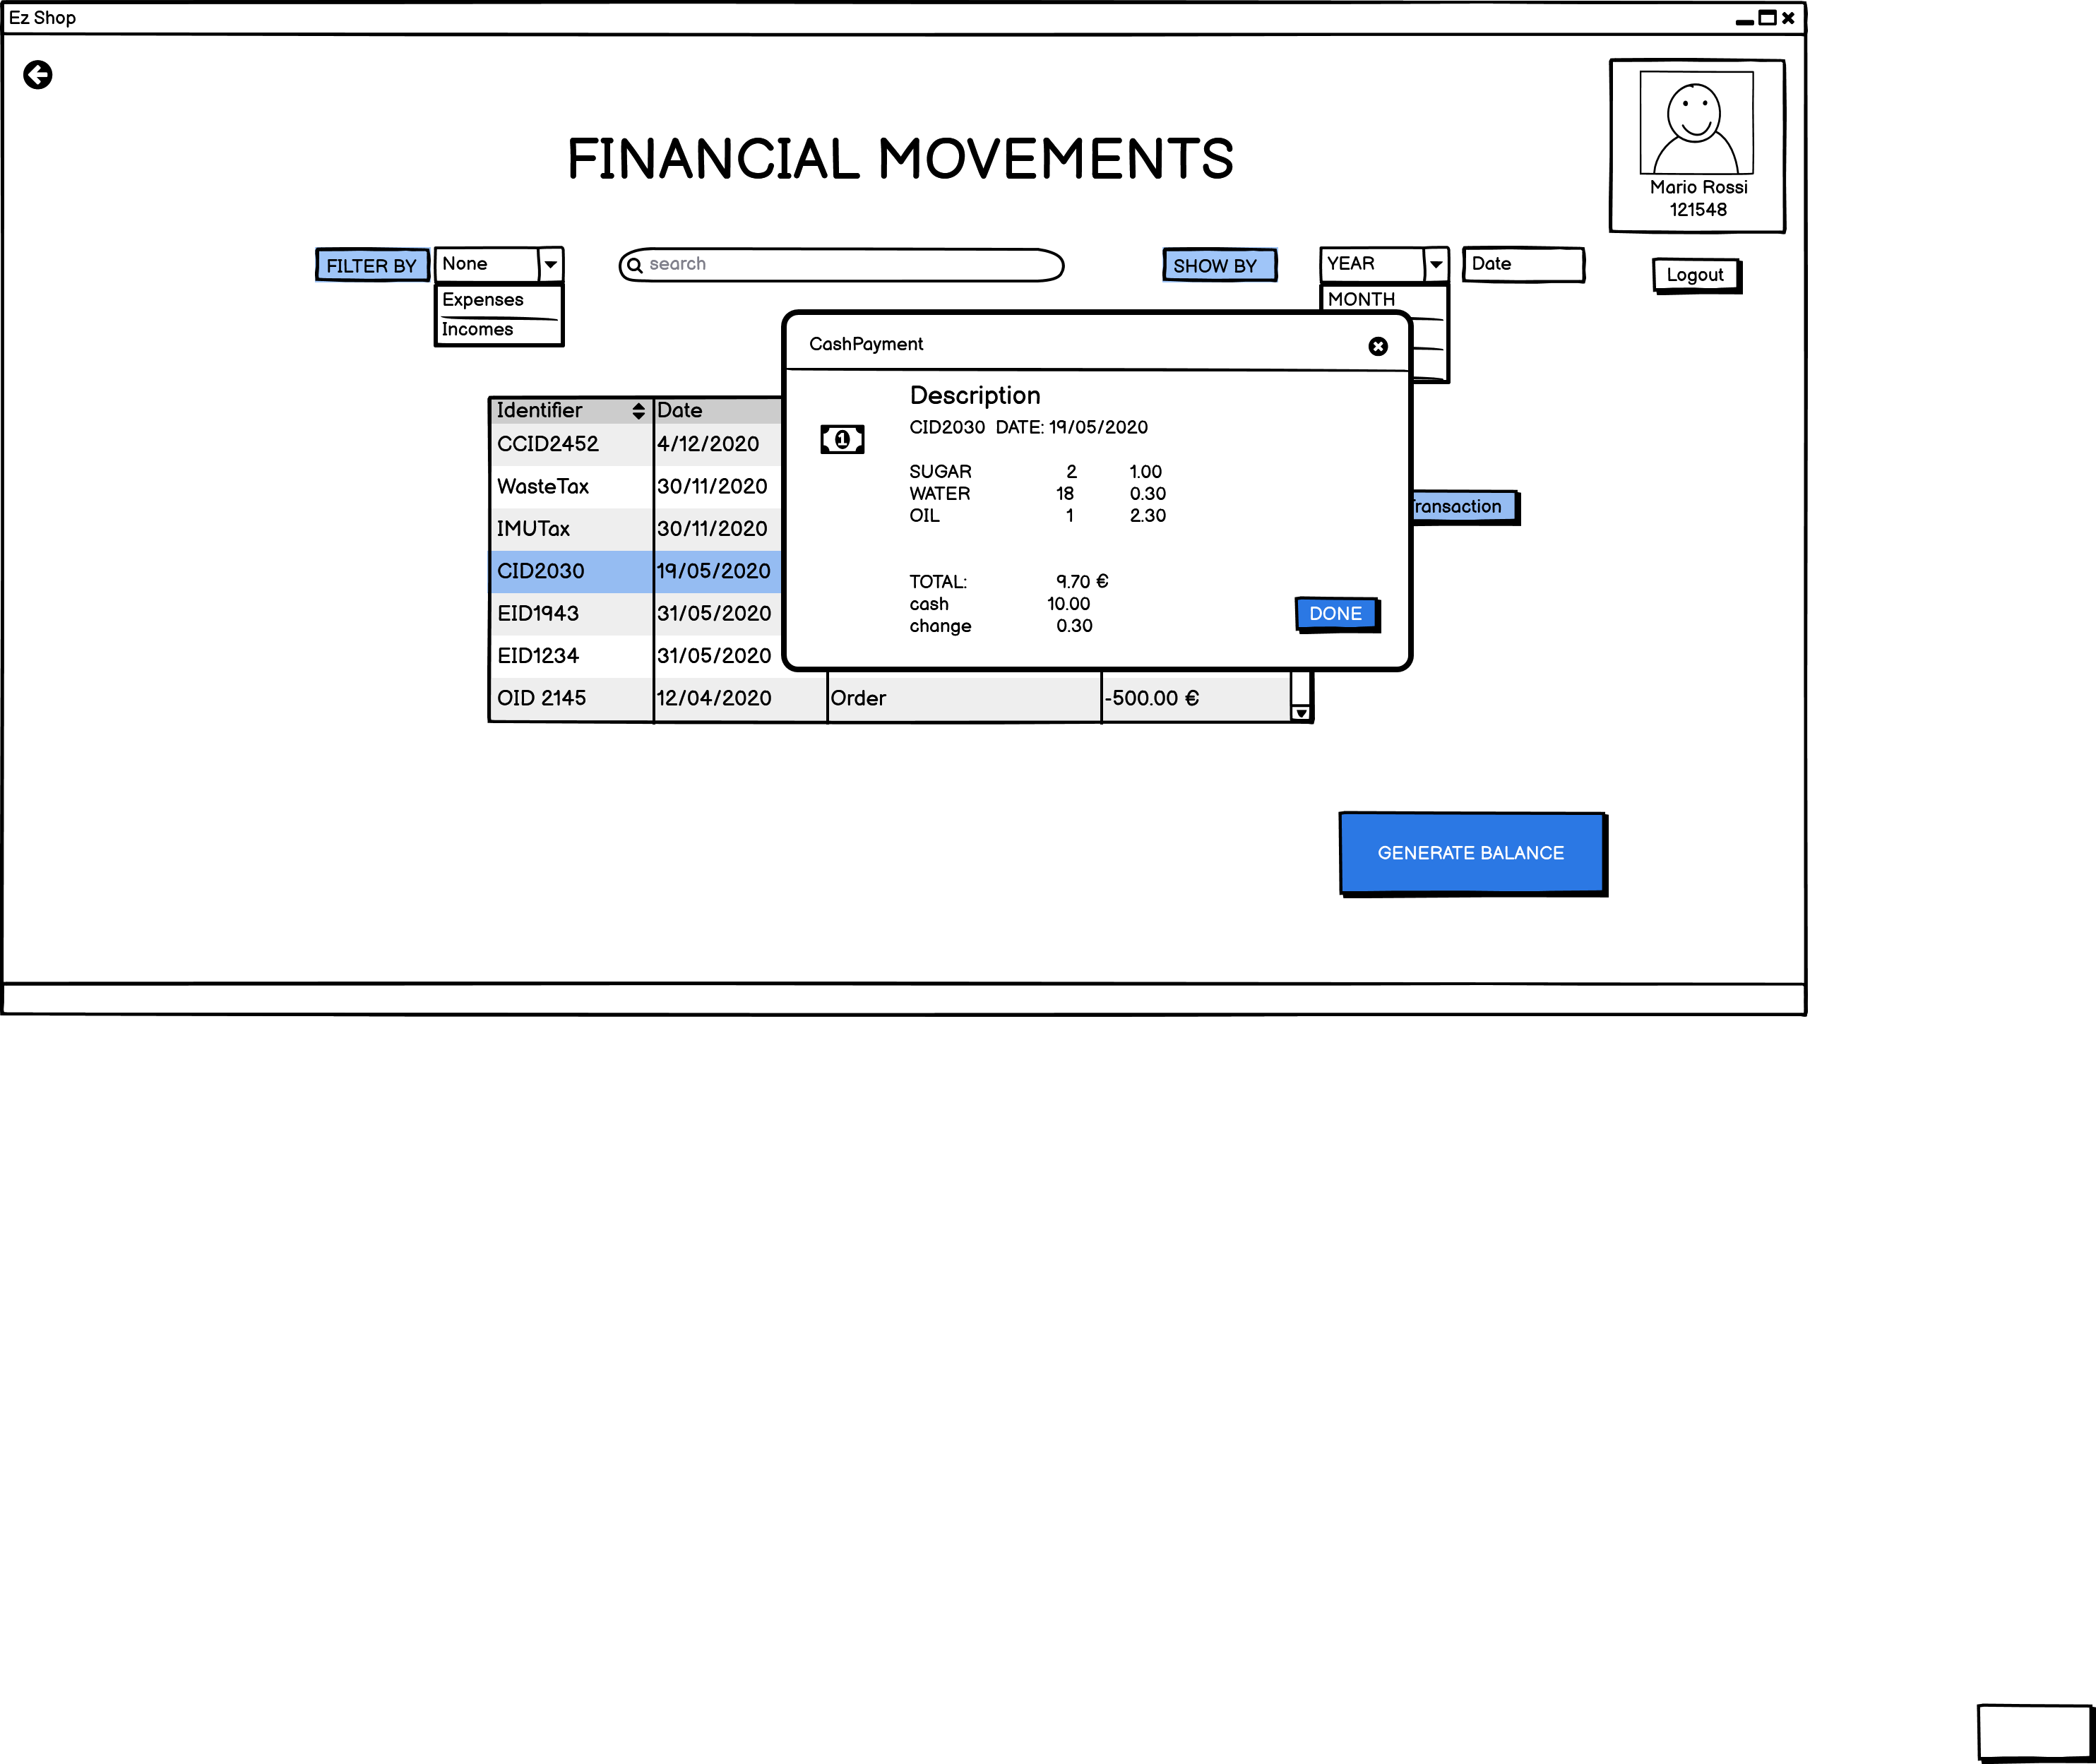 Ez Shop
FINANCIAL MOVEMENTS
Mario Rossi
121548
FILTER BY None search SHOW BY YEAR Date Logout
Expenses
Incomes
MONTH
CashPayment
Description
CID2030 DATE: 19/05/2020
SUGAR 2 1.00
WATER 18 0.30
OIL 1 2.30
TOTAL: 9.70 €
cash 10.00
change 0.30
DONE
Identifier Date
CCID2452 4/12/2020
WasteTax 30/11/2020
IMUTax 30/11/2020
CID2030 19/05/2020
EID1943 31/05/2020
EID1234 31/05/2020
OID 2145 12/04/2020 Order -500.00 €
GENERATE BALANCE